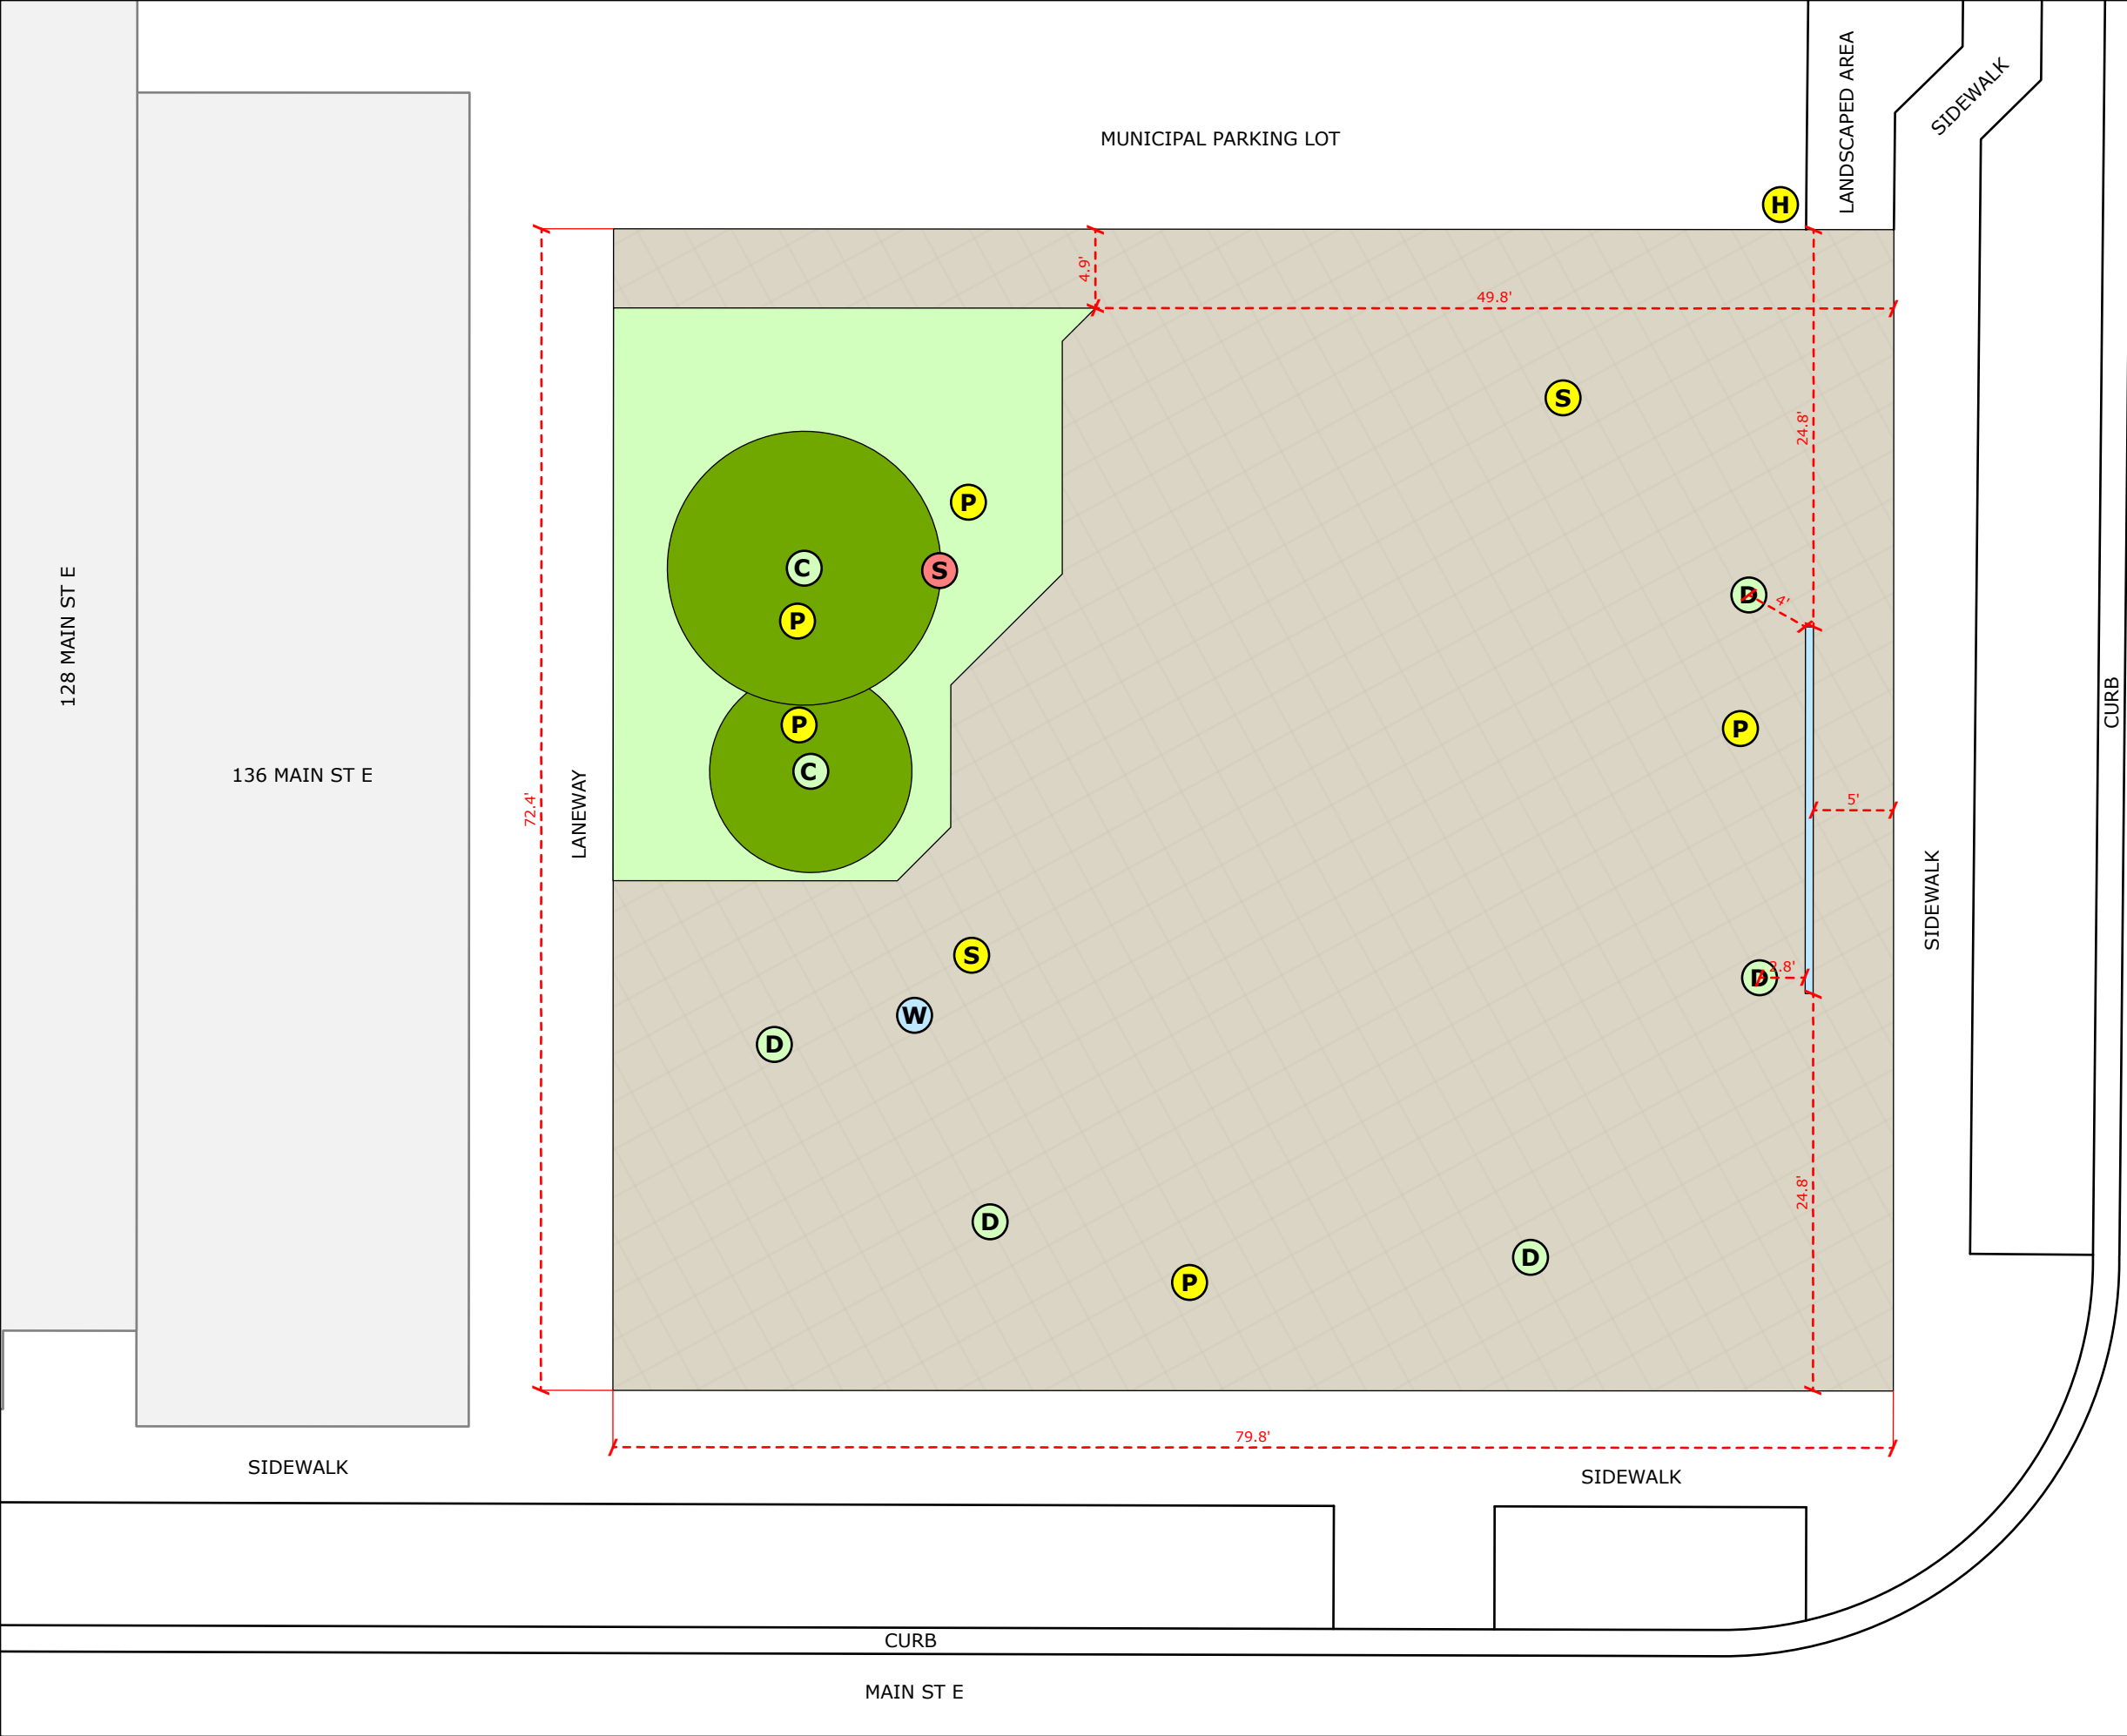 LANDSCAPED AREA
SIDEWALK
MUNICIPAL PARKING LOT
H
4.9'
49.8'
S
24.8'
P
C
S
D
4'
P
128 MAIN ST E
CURB
P
P
C
136 MAIN ST E
72.4'
LANEWAY
5'
SIDEWALK
S
D
2.8'
W
D
24.8'
D
D
P
79.8'
SIDEWALK
SIDEWALK
CURB
MAIN ST E